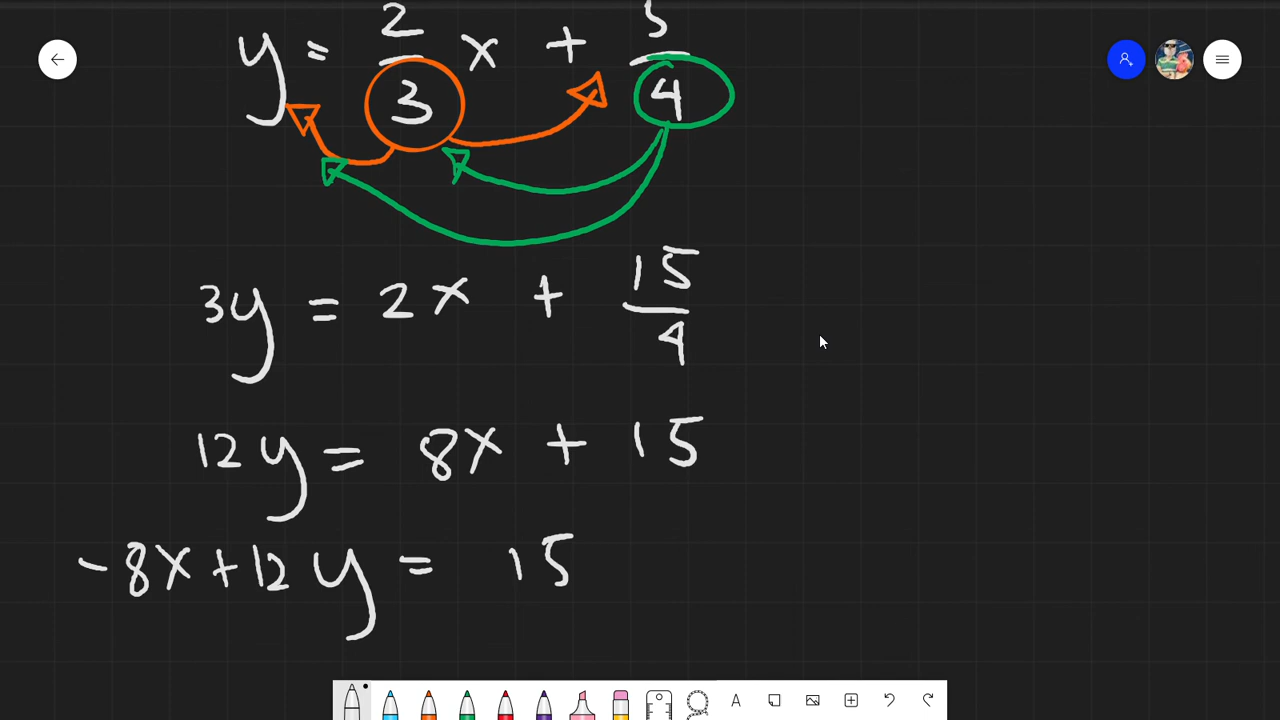 y = 2/3 x + 5/4
3y = 2x + 15/4
12y = 8x + 15
-8x + 12y = 15
A